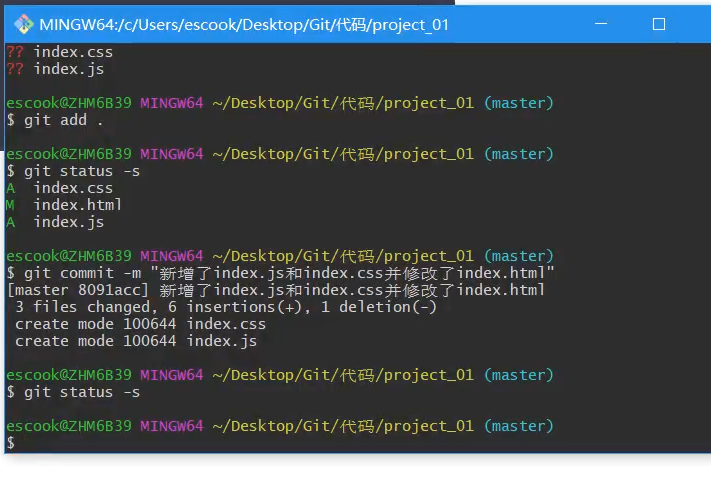 MINGW64:/c/Users/escook/Desktop/Git/代码/project_01
?? index.css
?? index.js
escook@ZHM6B39 MINGW64 ~/Desktop/Git/代码/project_01 (master)
$ git add .
escook@ZHM6B39 MINGW64 ~/Desktop/Git/代码/project_01 (master)
$ git status -s
A  index.css
M  index.html
A  index.js
escook@ZHM6B39 MINGW64 ~/Desktop/Git/代码/project_01 (master)
$ git commit -m "新增了index.js和index.css并修改了index.html"
[master 8091acc] 新增了index.js和index.css并修改了index.html
 3 files changed, 6 insertions(+), 1 deletion(-)
 create mode 100644 index.css
 create mode 100644 index.js
escook@ZHM6B39 MINGW64 ~/Desktop/Git/代码/project_01 (master)
$ git status -s
escook@ZHM6B39 MINGW64 ~/Desktop/Git/代码/project_01 (master)
$